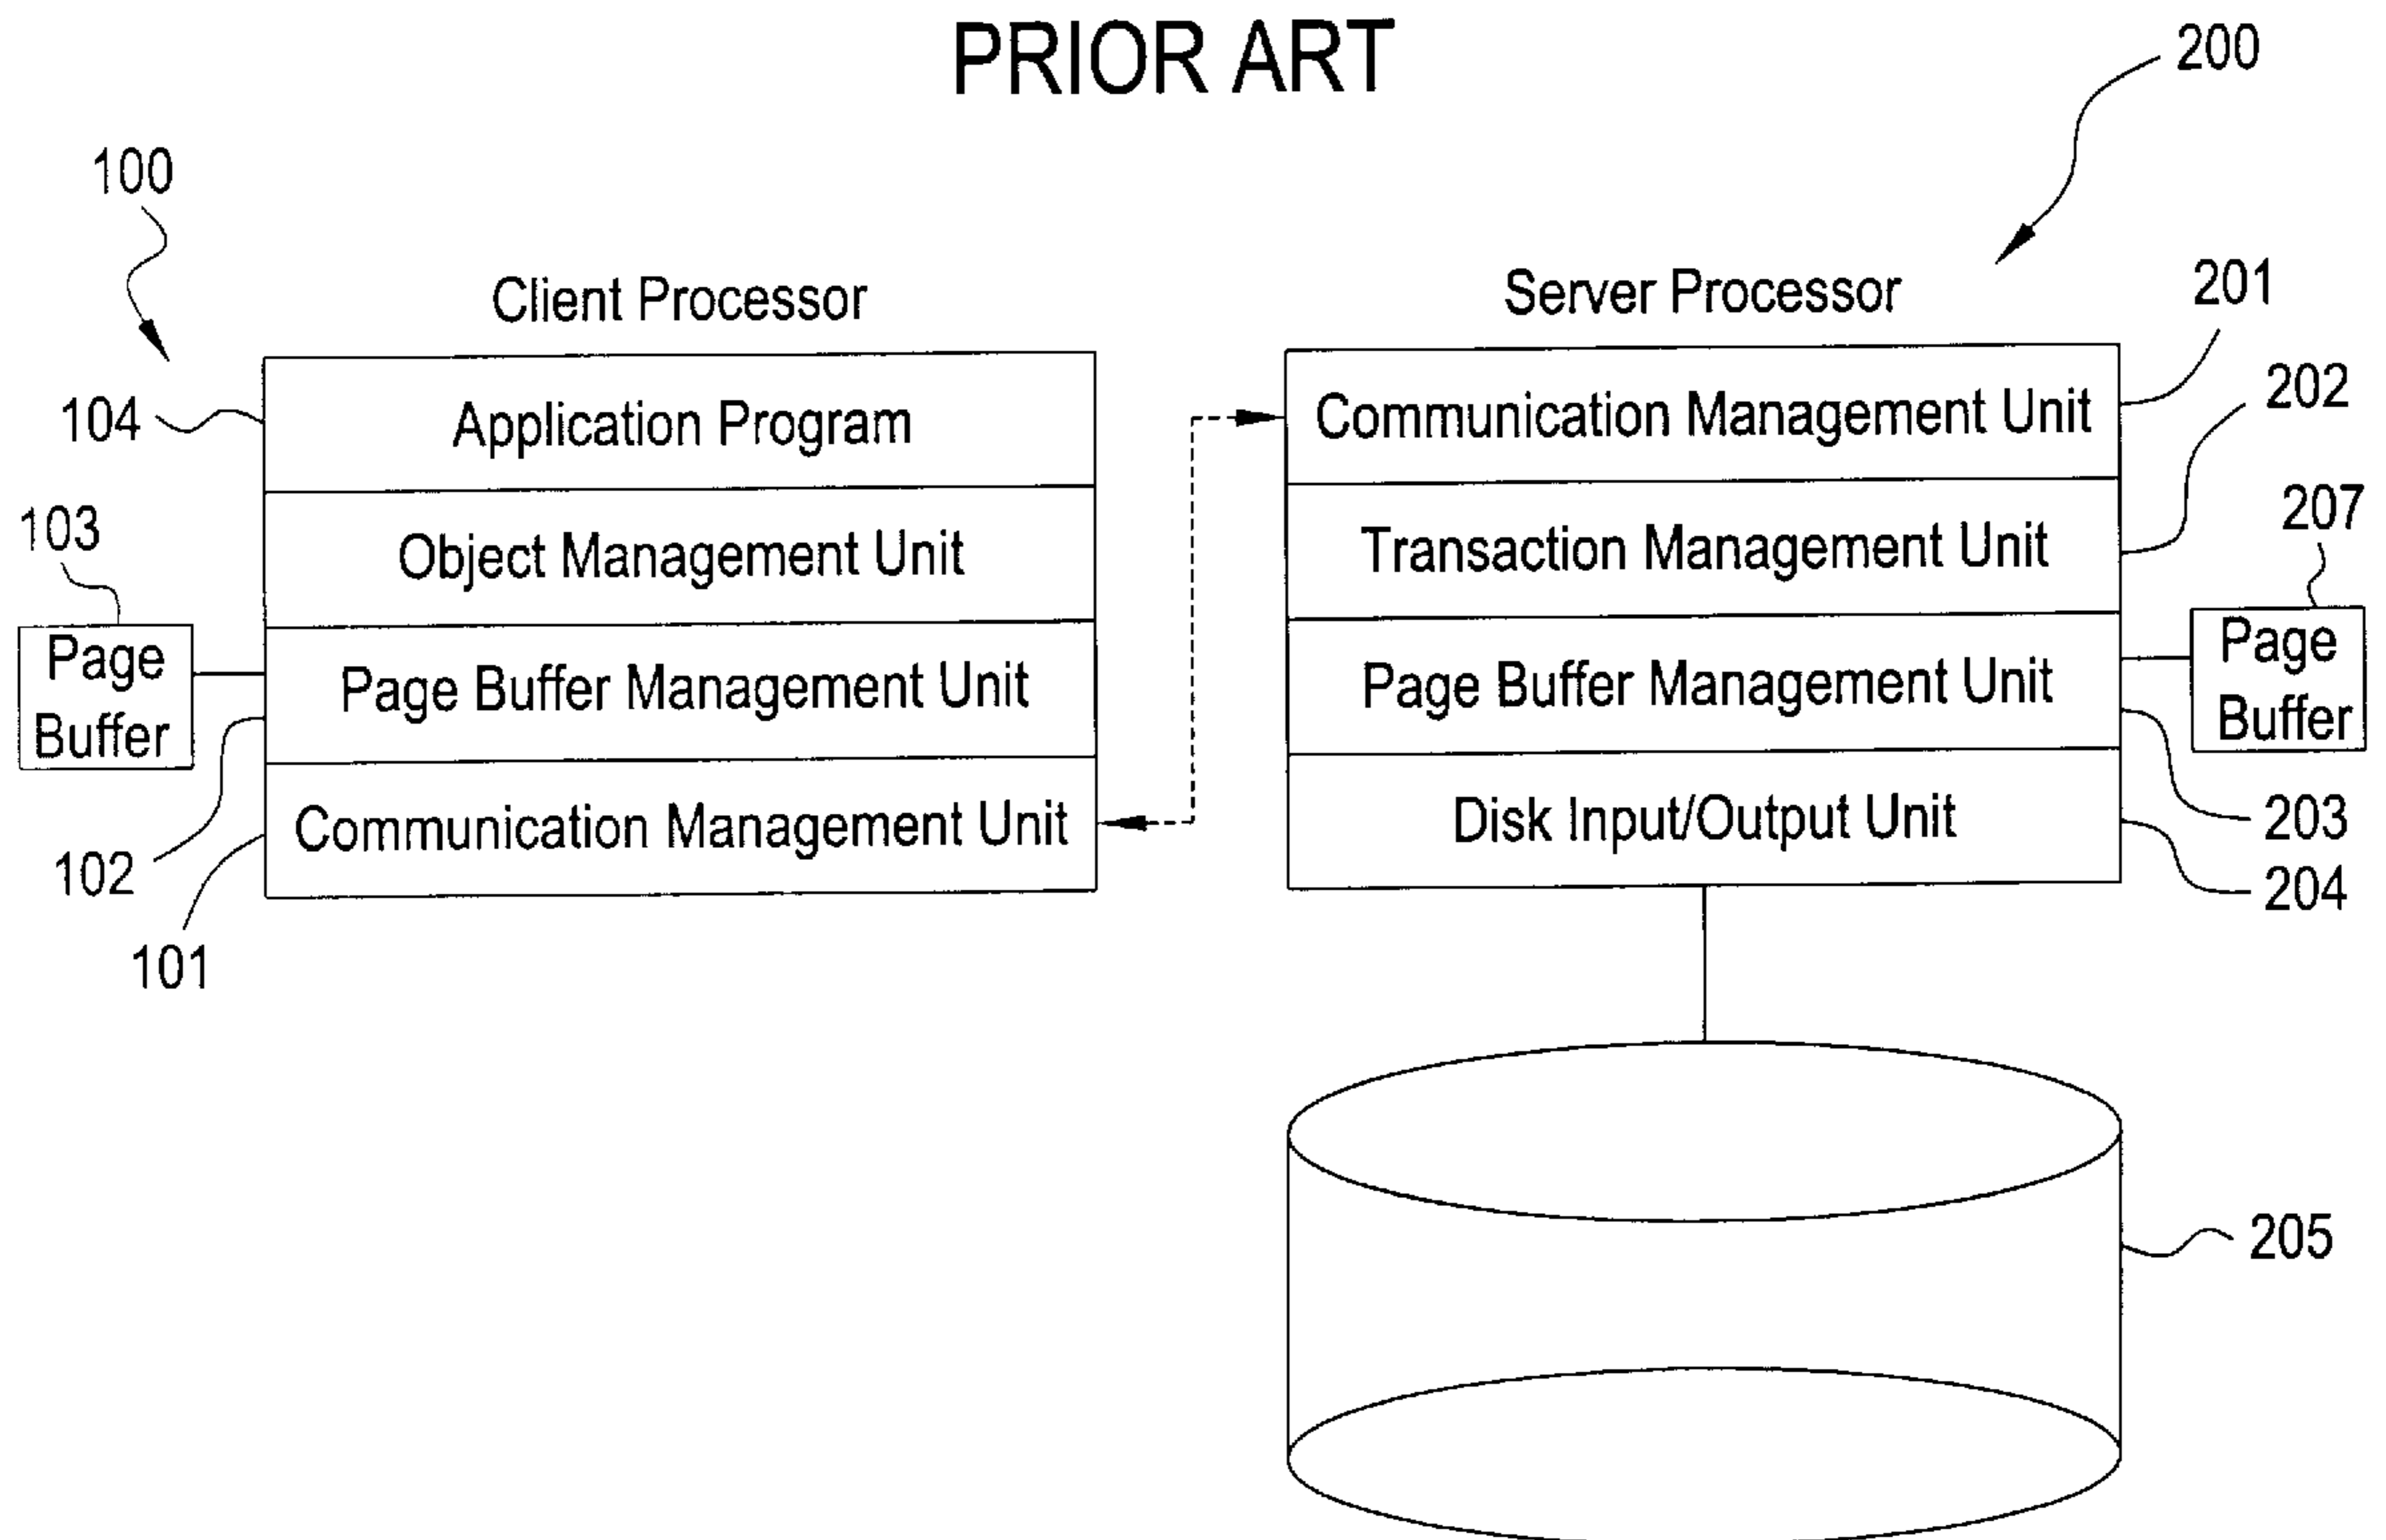 PRIOR ART
200
100
Client Processor
Server Processor
201
104
Application Program
Communication Management Unit
202
103
Object Management Unit
Transaction Management Unit
207
Page
Buffer
Page Buffer Management Unit
Page Buffer Management Unit
Page
Buffer
102
Communication Management Unit
Disk Input/Output Unit
203
101
204
205